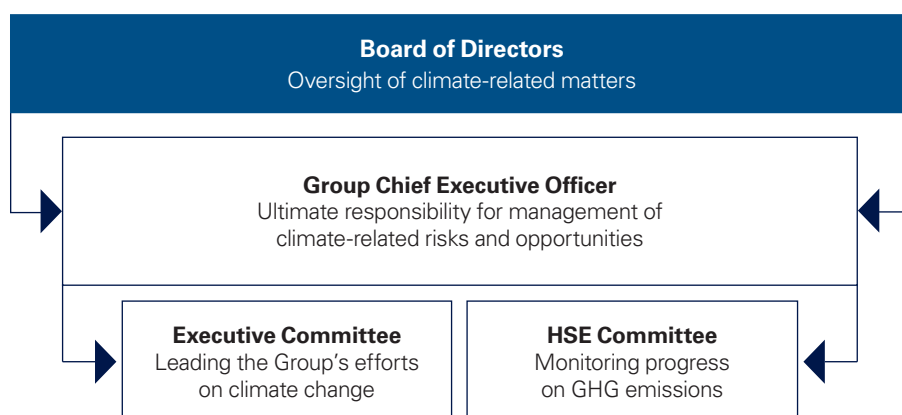 Board of Directors
Oversight of climate-related matters
Group Chief Executive Officer
Ultimate responsibility for management of
climate-related risks and opportunities
Executive Committee
Leading the Group’s efforts
on climate change
HSE Committee
Monitoring progress
on GHG emissions